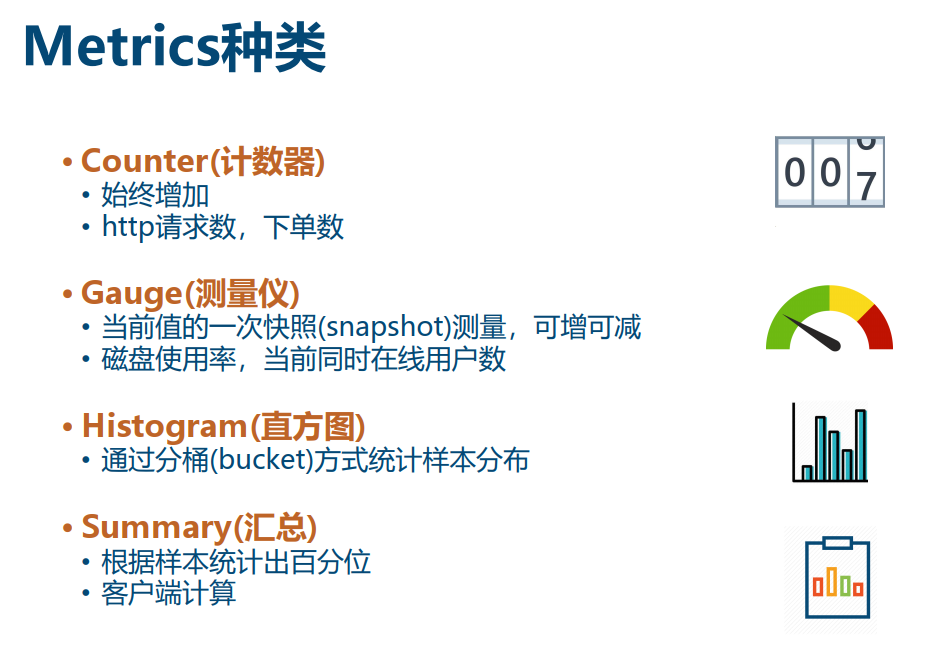 Metrics种类
• Counter(计数器)
• 始终增加
• http请求数，下单数
0 0 0 7
• Gauge(测量仪)
• 当前值的一次快照(snapshot)测量，可增可减
• 磁盘使用率，当前同时在线用户数
• Histogram(直方图)
• 通过分桶(bucket)方式统计样本分布
• Summary(汇总)
• 根据样本统计出百分位
• 客户端计算